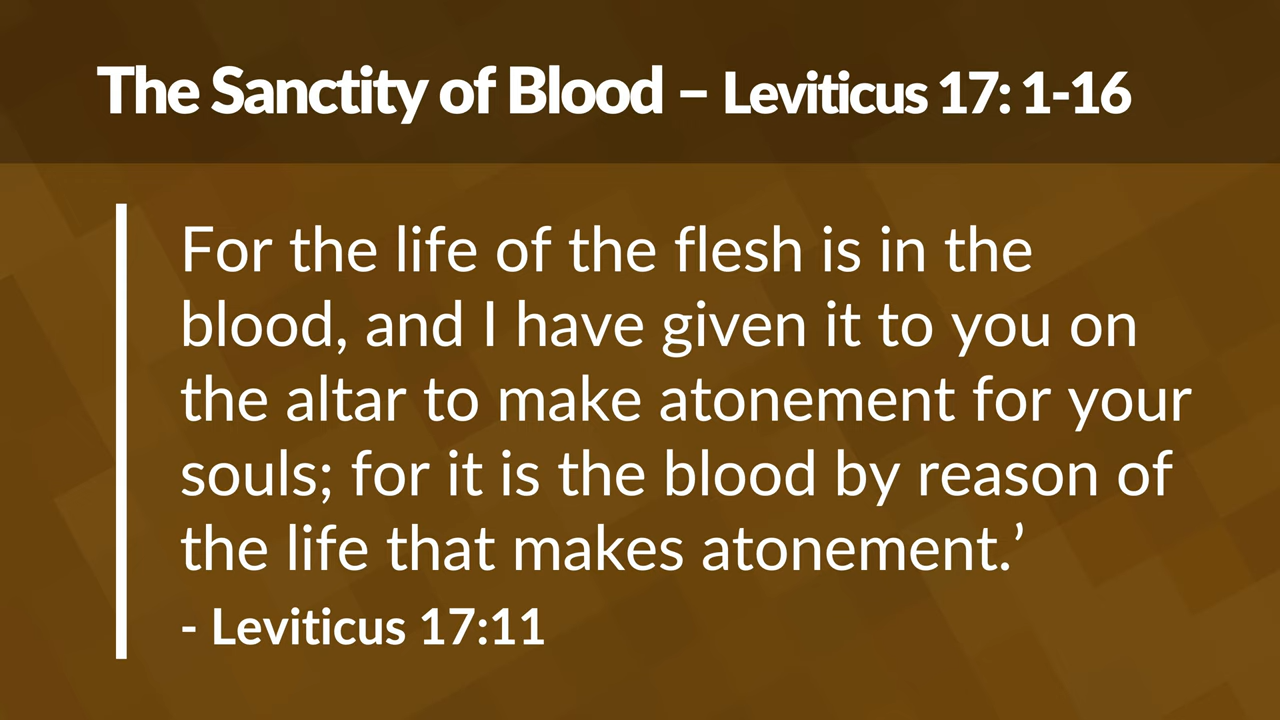 The Sanctity of Blood – Leviticus 17: 1-16
For the life of the flesh is in the
blood, and I have given it to you on
the altar to make atonement for your
souls; for it is the blood by reason of
the life that makes atonement.’
- Leviticus 17:11